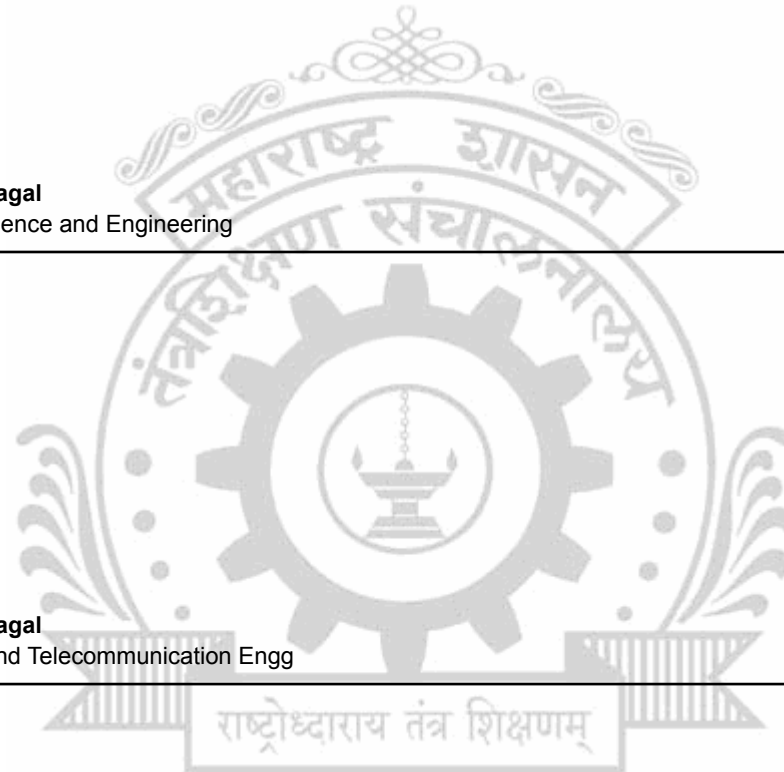 महाराष्ट्र शासन
agal
ence and Engineering
तंत्रशिक्षण संचालनालय
agal
nd Telecommunication Engg
राष्ट्रोध्दाराय तंत्र शिक्षणम्